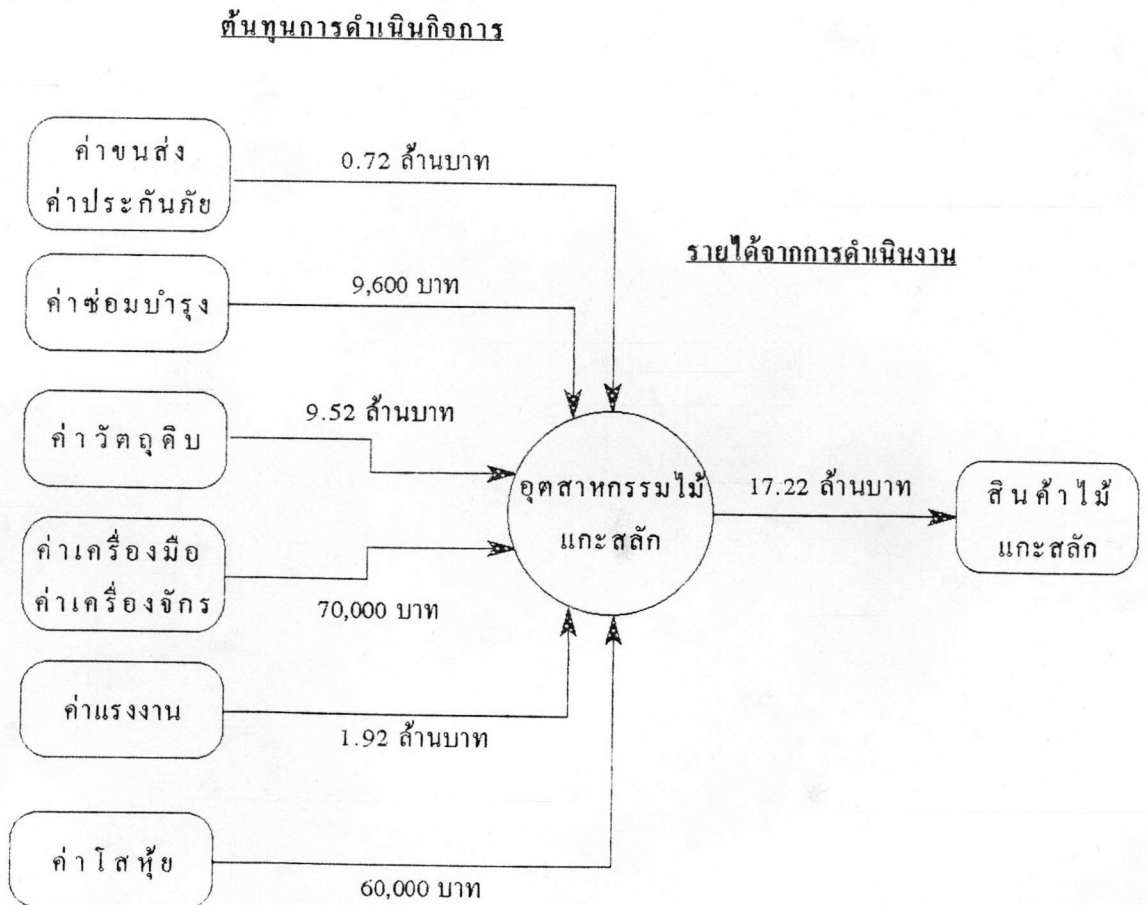 ต้นทุนการดำเนินกิจการ
ค่าขนส่ง
ค่าประกันภัย
0.72 ล้านบาท
รายได้จากการดำเนินงาน
ค่าซ่อมบำรุง
9,600 บาท
ค่าวัตถุดิบ
9.52 ล้านบาท
อุตสาหกรรมไม้
แกะสลัก
17.22 ล้านบาท
สินค้าไม้
แกะสลัก
ค่าเครื่องมือ
ค่าเครื่องจักร
70,000 บาท
ค่าแรงงาน
1.92 ล้านบาท
ค่าโสหุ้ย
60,000 บาท